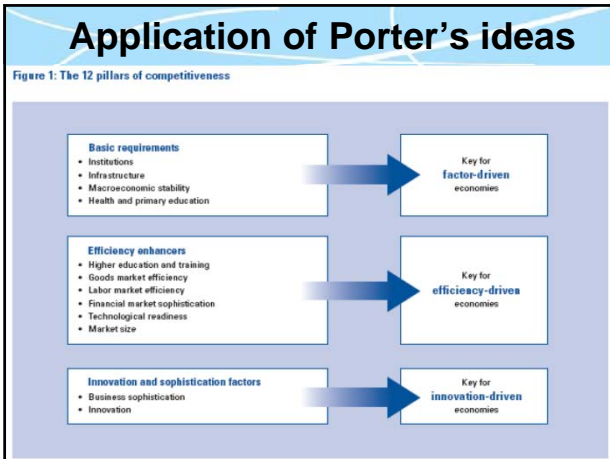 Application of Porter's ideas
Figure 1: The 12 pillars of competitiveness
Basic requirements
• Institutions
• Infrastructure
• Macroeconomic stability
• Health and primary education
Key for
factor-driven
economies
Efficiency enhancers
• Higher education and training
• Goods market efficiency
• Labor market efficiency
• Financial market sophistication
• Technological readiness
• Market size
Key for
efficiency-driven
economies
Innovation and sophistication factors
• Business sophistication
• Innovation
Key for
innovation-driven
economies